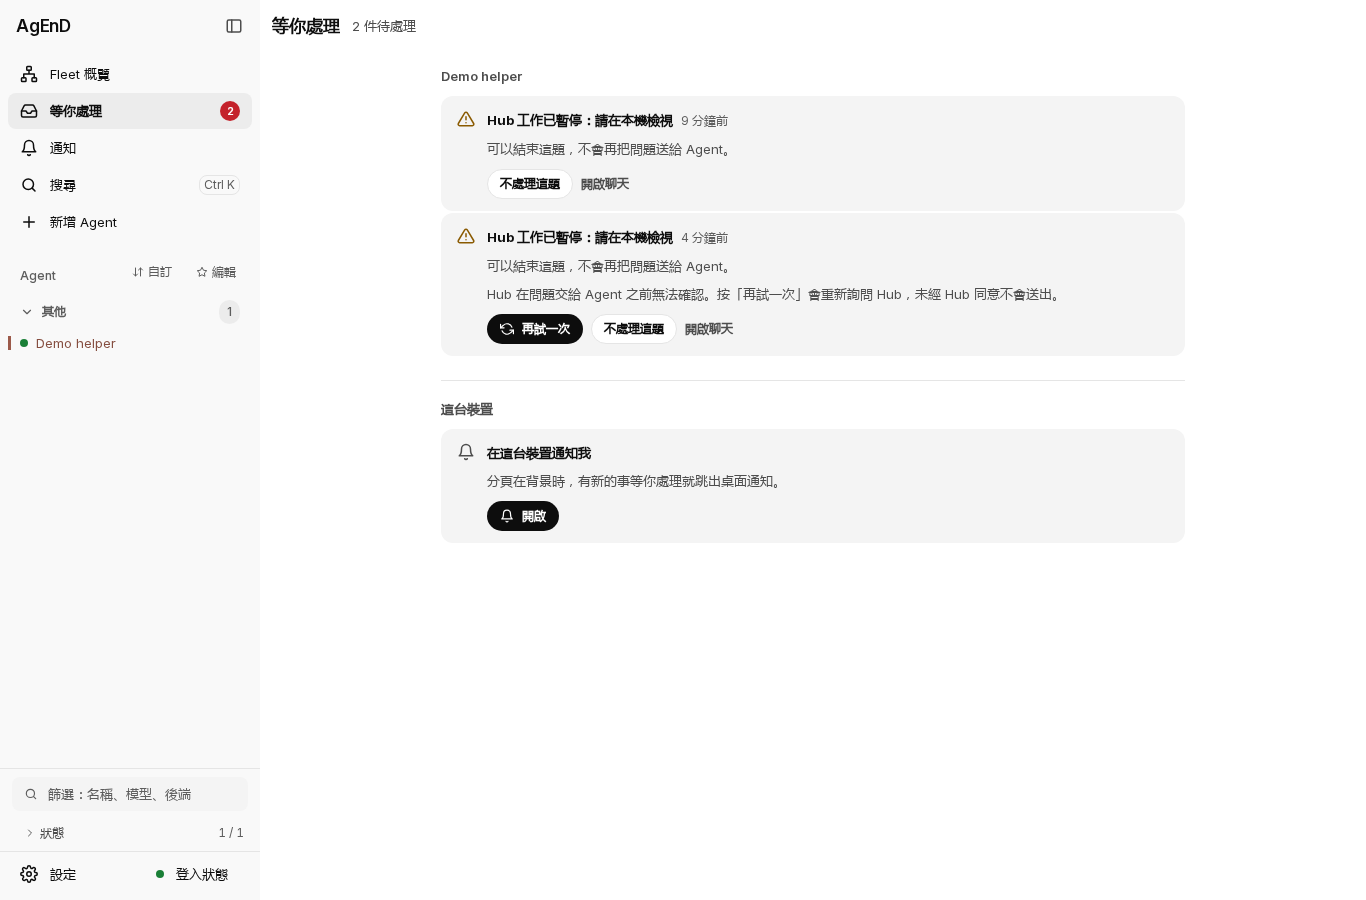 AgEnD
Fleet 概覽
等你處理 2
通知
搜尋 Ctrl K
新增 Agent
Agent 自訂 編輯
其他 1
Demo helper
篩選：名稱、模型、後端
狀態 1 / 1
設定 登入狀態
等你處理 2 件待處理
Demo helper
Hub 工作已暫停：請在本機檢視 9 分鐘前
可以結束這題，不會再把問題送給 Agent。
不處理這題 開啟聊天
Hub 工作已暫停：請在本機檢視 4 分鐘前
可以結束這題，不會再把問題送給 Agent。
Hub 在問題交給 Agent 之前無法確認。按「再試一次」會重新詢問 Hub，未經 Hub 同意不會送出。
再試一次 不處理這題 開啟聊天
這台裝置
在這台裝置通知我
分頁在背景時，有新的事等你處理就跳出桌面通知。
開啟